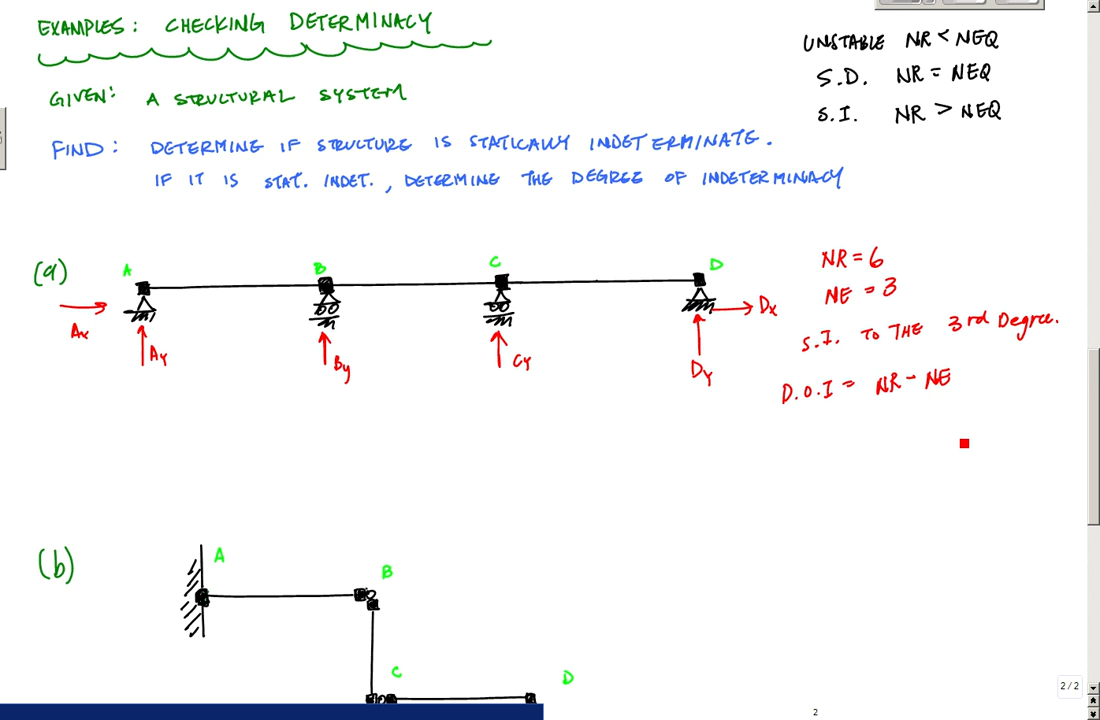 EXAMPLES: CHECKING DETERMINACY
UNSTABLE NR < NEQ
S.D. NR = NEQ
S.I. NR > NEQ
GIVEN: A STRUCTURAL SYSTEM
FIND: DETERMINE IF STRUCTURE IS STATICALLY INDETERMINATE.
IF IT IS STAT. INDET., DETERMINE THE DEGREE OF INDETERMINACY
(a)
A
B
C
D
Ax
Ay
By
Cy
Dy
Dx
NR = 6
NE = 3
S.I. TO THE 3rd Degree.
D.O.I = NR - NE
(b)
A
B
C
D
2 / 2
2